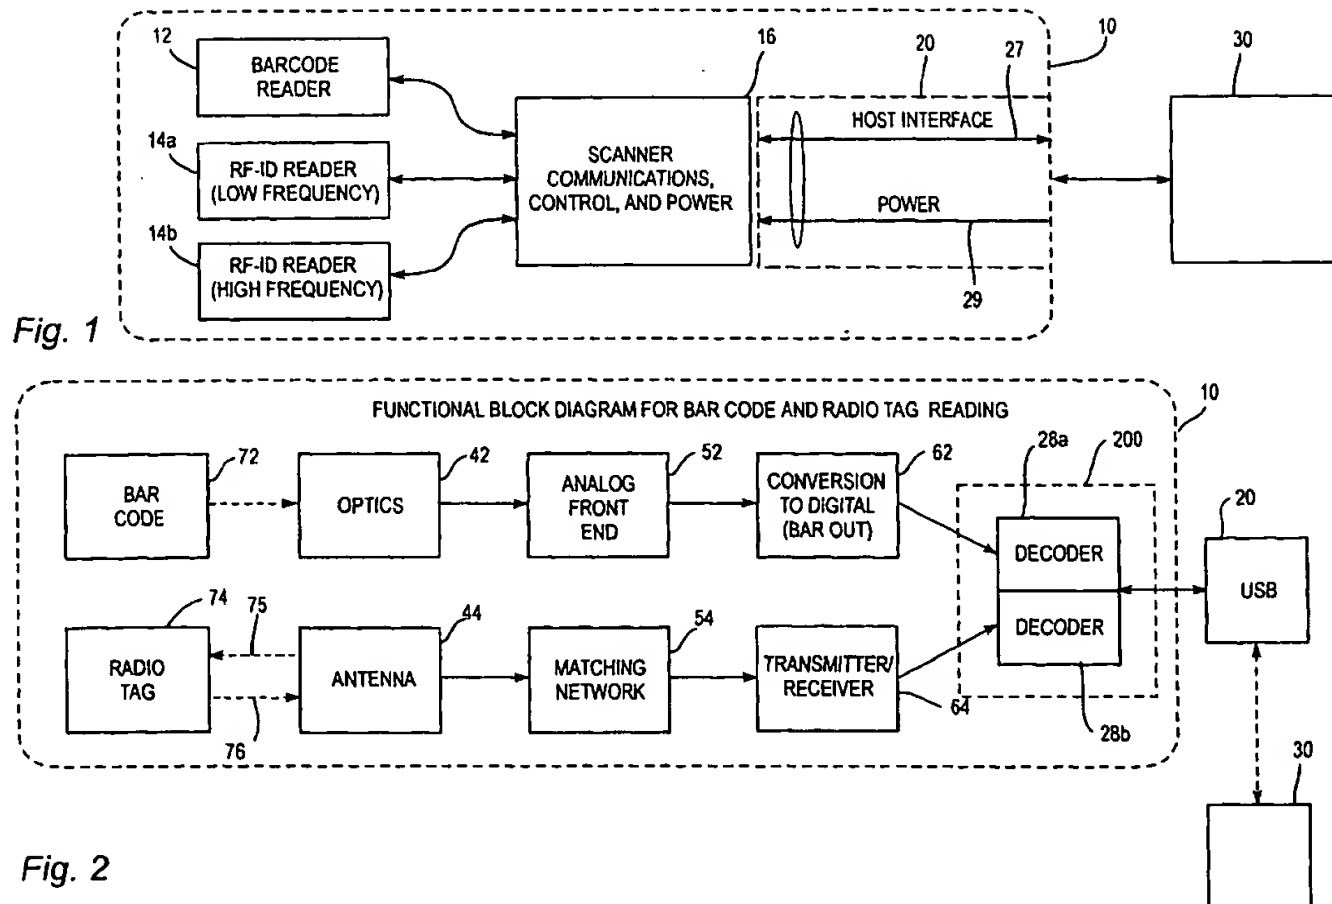 12
BARCODE
READER
14a
RF-ID READER
(LOW FREQUENCY)
14b
RF-ID READER
(HIGH FREQUENCY)
16
SCANNER
COMMUNICATIONS,
CONTROL, AND POWER
20
HOST INTERFACE
27
POWER
29
10
30
Fig. 1
FUNCTIONAL BLOCK DIAGRAM FOR BAR CODE AND RADIO TAG READING
10
72
BAR
CODE
42
OPTICS
52
ANALOG
FRONT
END
62
CONVERSION
TO DIGITAL
(BAR OUT)
28a
200
DECODER
DECODER
28b
20
USB
74
RADIO
TAG
75
76
44
ANTENNA
54
MATCHING
NETWORK
TRANSMITTER/
RECEIVER
64
30
Fig. 2